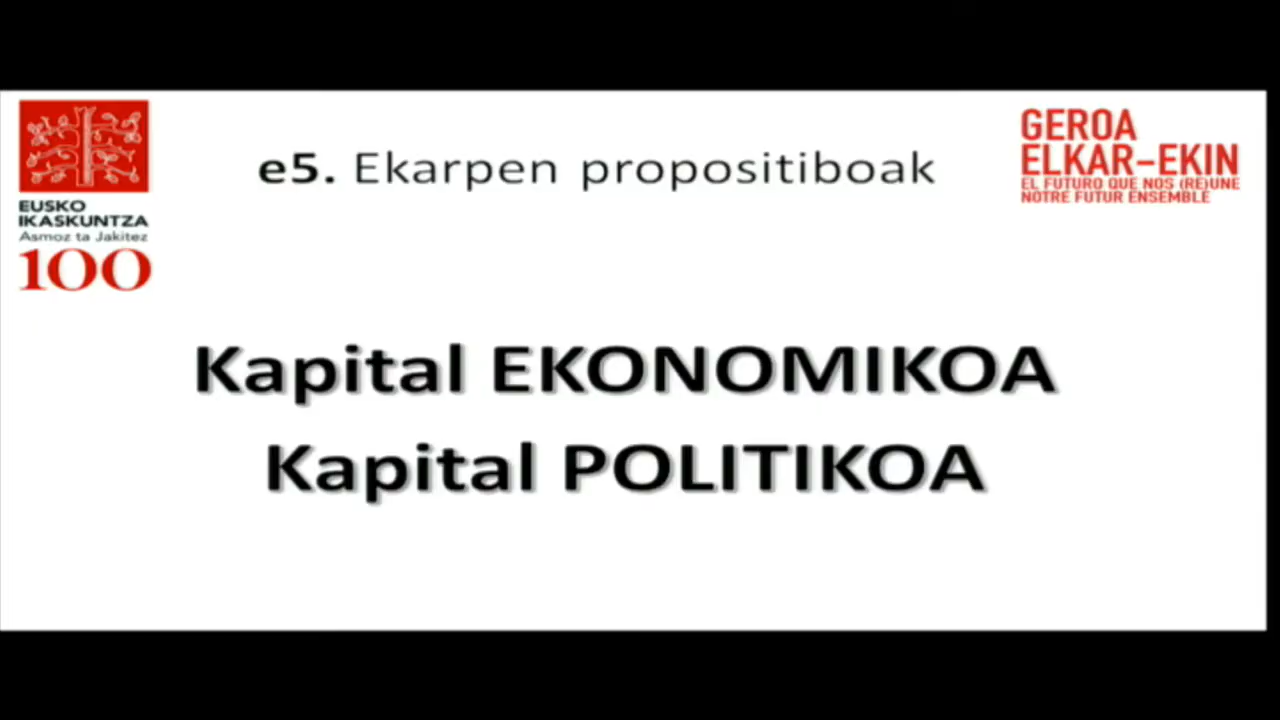 EUSKO
IKASKUNTZA
Asmoz ta Jakitez
100
e5. Ekarpen propositiboak
GEROA
ELKAR-EKIN
EL FUTURO QUE NOS (RE)UNE
NOTRE FUTUR ENSEMBLE
Kapital EKONOMIKOA
Kapital POLITIKOA